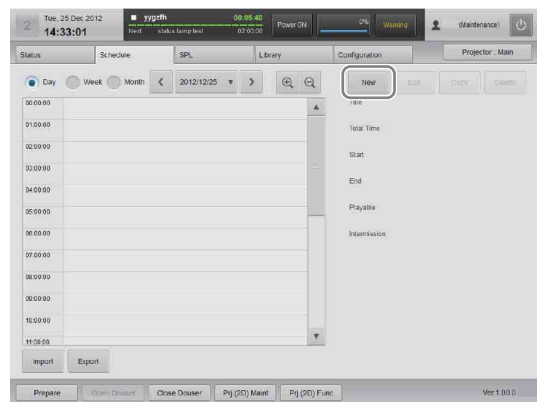 2
Tue, 25 Dec 2012
14:33:01
yygzfh 00:05:40
Next status lamp test 02:00:00
Power ON
0%
Warning
(Maintenance)
Status
Schedule
SPL
Library
Configuration
Projector : Main
Day
Week
Month
2012/12/25
New
Edit
Copy
Delete
00:00:00
01:00:00
02:00:00
03:00:00
04:00:00
05:00:00
06:00:00
07:00:00
08:00:00
09:00:00
10:00:00
11:00:00
Title
Total Time
Start
End
Playable
Intermission
Import
Export
Prepare
Open Douser
Close Douser
Prj (2D) Maint
Prj (2D) Func
Ver 1.00.0